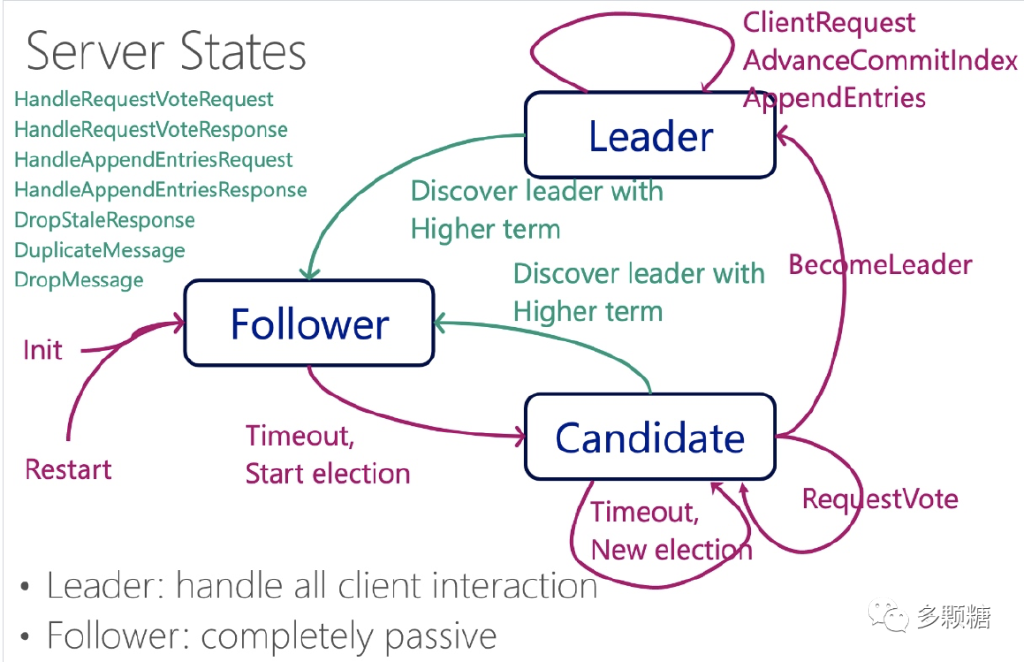 Server States
HandleRequestVoteRequest
HandleRequestVoteResponse
HandleAppendEntriesRequest
HandleAppendEntriesResponse
DropStaleResponse
DuplicateMessage
DropMessage
ClientRequest
AdvanceCommitIndex
AppendEntries
Leader
Discover leader with
Higher term
Discover leader with
Higher term
BecomeLeader
Follower
Init
Restart
Timeout,
Start election
Candidate
RequestVote
Timeout,
New election
• Leader: handle all client interaction
• Follower: completely passive
多颗糖